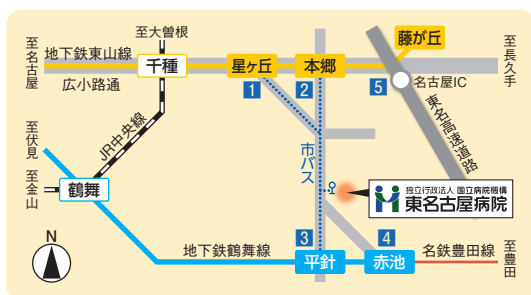 至大曽根
至名古屋
地下鉄東山線
千種
星ヶ丘
本郷
藤が丘
至長久手
広小路通
1
2
5
名古屋IC
東名高速道路
至伏見
JR中央線
市バス
至金山
鶴舞
独立行政法人 国立病院機構
東名古屋病院
N
地下鉄鶴舞線
3
平針
4
赤池
名鉄豊田線
至豊田